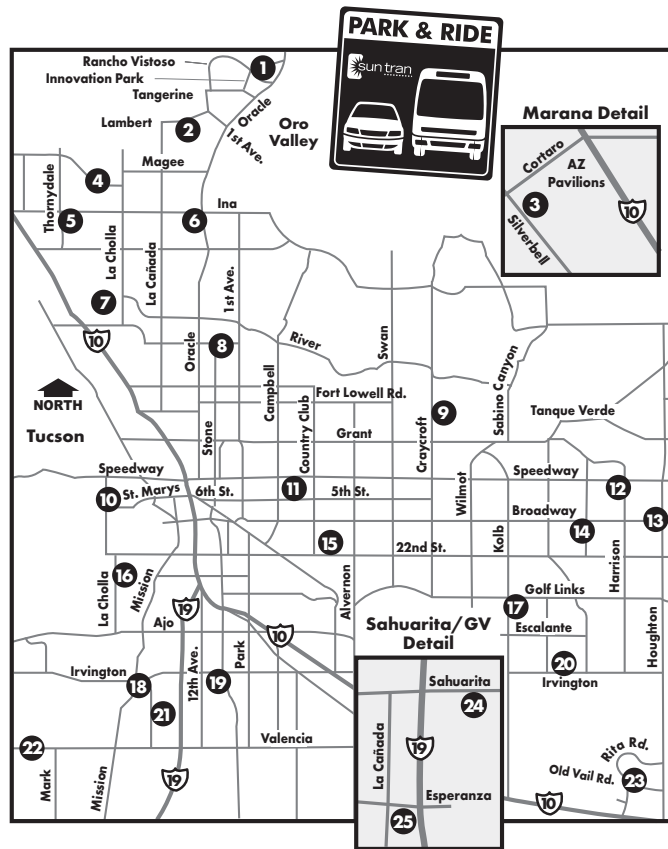 PARK & RIDE
sun tran
Rancho Vistoso
1
Innovation Park
Tangerine
Oracle
Oro
Valley
Lambert
2
1st Ave.
Magee
4
Thornydale
5
6
Ina
La Cholla
La Cañada
1st Ave.
7
10
Oracle
8
River
Swan
Sabino Canyon
NORTH
Tucson
Stone
Campbell
Country Club
Fort Lowell Rd.
9
Grant
Craycroft
Tanque Verde
Speedway
Speedway
10
St. Marys
6th St.
11
5th St.
Wilmot
12
Broadway
13
14
15
22nd St.
Kolb
Harrison
Houghton
16
La Cholla
Mission
Alvernon
17
Golf Links
19
Ajo
10
Park
Escalante
20
Irvington
18
12th Ave.
19
Irvington
21
Valencia
22
Mark
Mission
19
Rita Rd.
Old Vail Rd.
23
10
Marana Detail
Cortaro
AZ
Pavilions
3
10
Silverbell
Sahuarita/GV
Detail
Sahuarita
24
La Cañada
19
Esperanza
25